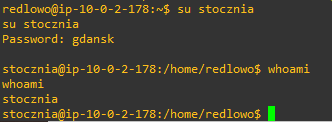 redlowo@ip-10-0-2-178:~$ su stocznia
su stocznia
Password: gdansk
stocznia@ip-10-0-2-178:/home/redlowo$ whoami
whoami
stocznia
stocznia@ip-10-0-2-178:/home/redlowo$